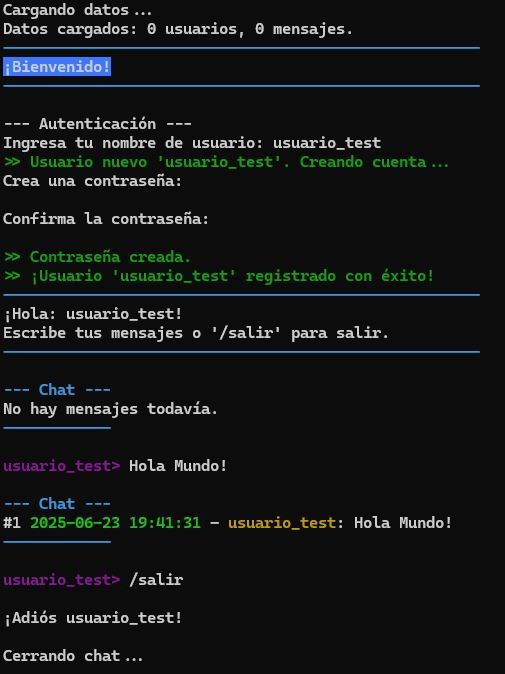 Cargando datos...
Datos cargados: 0 usuarios, 0 mensajes.
¡Bienvenido!
--- Autenticación ---
Ingresa tu nombre de usuario: usuario_test
>> Usuario nuevo 'usuario_test'. Creando cuenta...
Crea una contraseña:
Confirma la contraseña:
>> Contraseña creada.
>> ¡Usuario 'usuario_test' registrado con éxito!
¡Hola: usuario_test!
Escribe tus mensajes o '/salir' para salir.
--- Chat ---
No hay mensajes todavía.
usuario_test> Hola Mundo!
--- Chat ---
#1 2025-06-23 19:41:31 - usuario_test: Hola Mundo!
usuario_test> /salir
¡Adiós usuario_test!
Cerrando chat...